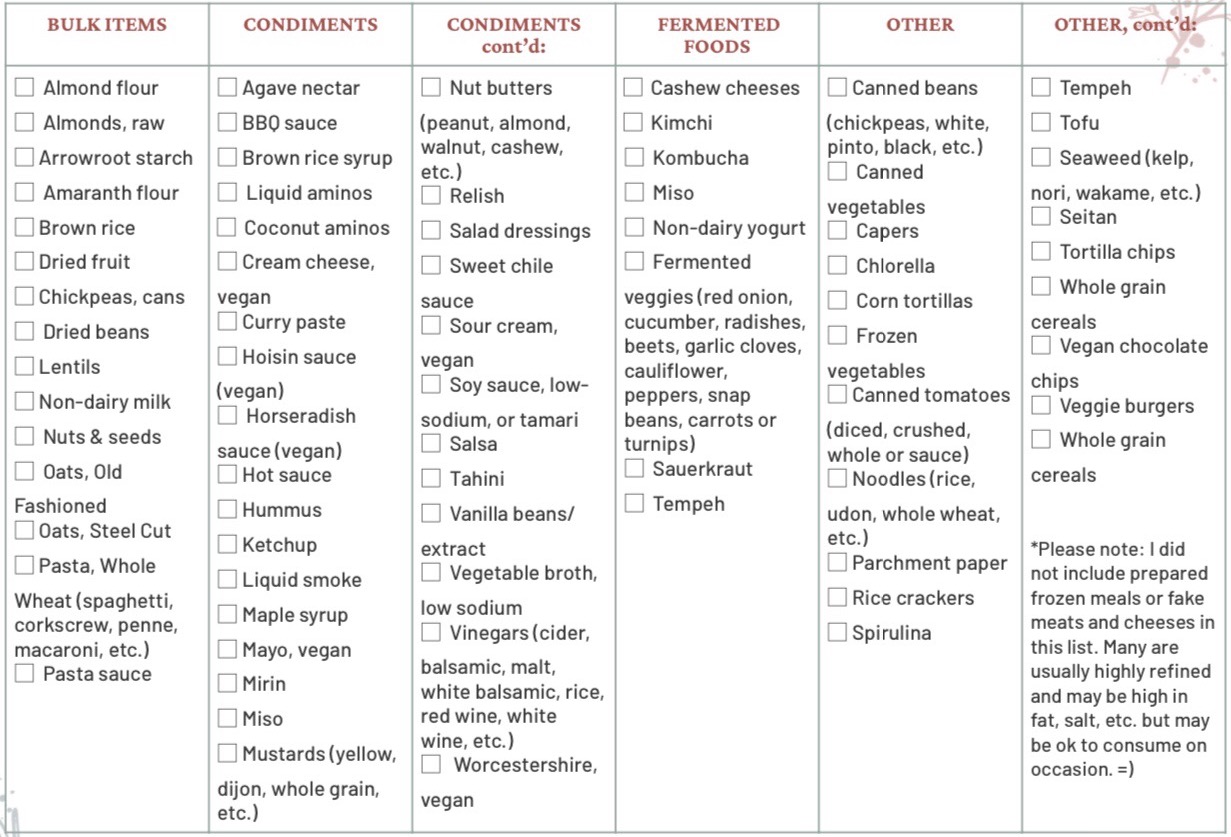 BULK ITEMS
Almond flour
Almonds, raw
Arrowroot starch
Amaranth flour
Brown rice
Dried fruit
Chickpeas, cans
Dried beans
Lentils
Non-dairy milk
Nuts & seeds
Oats, Old
Fashioned
Oats, Steel Cut
Pasta, Whole
Wheat (spaghetti,
corkscrew, penne,
macaroni, etc.)
Pasta sauce
CONDIMENTS
Agave nectar
BBQ sauce
Brown rice syrup
Liquid aminos
Coconut aminos
Cream cheese,
vegan
Curry paste
Hoisin sauce
(vegan)
Horseradish
sauce (vegan)
Hot sauce
Hummus
Ketchup
Liquid smoke
Maple syrup
Mayo, vegan
Mirin
Miso
Mustards (yellow,
dijon, whole grain,
etc.)
CONDIMENTS
cont’d:
Nut butters
(peanut, almond,
walnut, cashew,
etc.)
Relish
Salad dressings
Sweet chile
sauce
Sour cream,
vegan
Soy sauce, low-
sodium, or tamari
Salsa
Tahini
Vanilla beans/
extract
Vegetable broth,
low sodium
Vinegars (cider,
balsamic, malt,
white balsamic, rice,
red wine, white
wine, etc.)
Worcestershire,
vegan
FERMENTED
FOODS
Cashew cheeses
Kimchi
Kombucha
Miso
Non-dairy yogurt
Fermented
veggies (red onion,
cucumber, radishes,
beets, garlic cloves,
cauliflower,
peppers, snap
beans, carrots or
turnips)
Sauerkraut
Tempeh
OTHER
Canned beans
(chickpeas, white,
pinto, black, etc.)
Canned
vegetables
Capers
Chlorella
Corn tortillas
Frozen
vegetables
Canned tomatoes
(diced, crushed,
whole or sauce)
Noodles (rice,
udon, whole wheat,
etc.)
Parchment paper
Rice crackers
Spirulina
OTHER, cont’d:
Tempeh
Tofu
Seaweed (kelp,
nori, wakame, etc.)
Seitan
Tortilla chips
Whole grain
cereals
Vegan chocolate
chips
Veggie burgers
Whole grain
cereals
*Please note: I did
not include prepared
frozen meals or fake
meats and cheeses in
this list. Many are
usually highly refined
and may be high in
fat, salt, etc. but may
be ok to consume on
occasion. =)